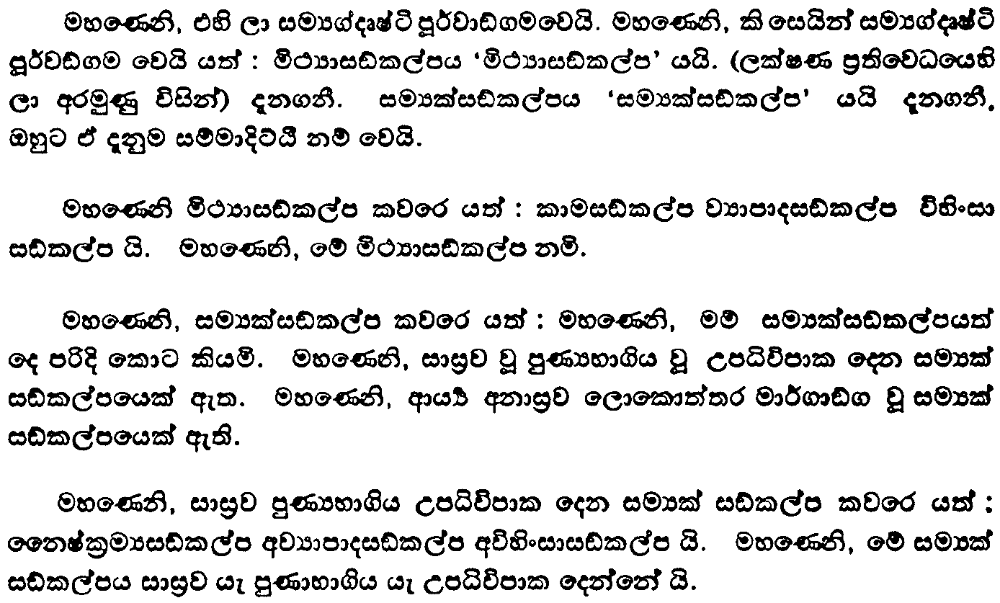 මහණෙනි, එහි ලා සම්‍යග්දෘෂ්ටි පූර්වාඞ්ගමවෙයි. මහණෙනි, කි සෙයින් සම්‍යග්දෘෂ්ටි
පූර්වඞ්ගම වෙයි යත් : මිථ්‍යාසඞ්කල්පය ‘මිථ්‍යාසඞ්කල්ප’ යයි. (ලක්ෂණ ප්‍රතිවෙධයෙහි
ලා අරමුණු විසින්) දැනගනී. සම්‍යක්සඞ්කල්පය ‘සම්‍යක්සඞ්කල්ප’ යයි දැනගනී.
ඔහුට ඒ දැනුම සම්මාදිට්ඨි නම් වෙයි.
මහණෙනි මිථ්‍යාසඞ්කල්ප කවරෙ යත් : කාමසඞ්කල්ප ව්‍යාපාදසඞ්කල්ප විහිංසා
සඞ්කල්ප යි. මහණෙනි, මේ මිථ්‍යාසඞ්කල්ප නමි.
මහණෙනි, සම්‍යක්සඞ්කල්ප කවරෙ යත් : මහණෙනි, මම් සම්‍යක්සඞ්කල්පයත්
දෙ පරිදි කොට කියමි. මහණෙනි, සාස්‍රව වූ පුණ්‍යභාගිය වූ උපධිවිපාක දෙන සම්‍යක්
සඞ්කල්පයෙක් ඇත. මහණෙනි, ආර්‍ය්‍ය අනාස්‍රව ලොකොත්තර මාර්ගාඞ්ග වූ සම්‍යක්
සඞ්කල්පයෙක් ඇති.
මහණෙනි, සාස්‍රව පුණ්‍යභාගිය උපධිවිපාක දෙන සම්‍යක් සඞ්කල්ප කවරෙ යත් :
නෛෂ්ක්‍රම්‍යසඞ්කල්ප අව්‍යාපාදසඞ්කල්ප අවිහිංසාසඞ්කල්ප යි. මහණෙනි, මේ සම්‍යක්
සඞ්කල්පය සාස්‍රව යැ පුණාභාගිය යැ උපධිවිපාක දෙන්නේ යි.